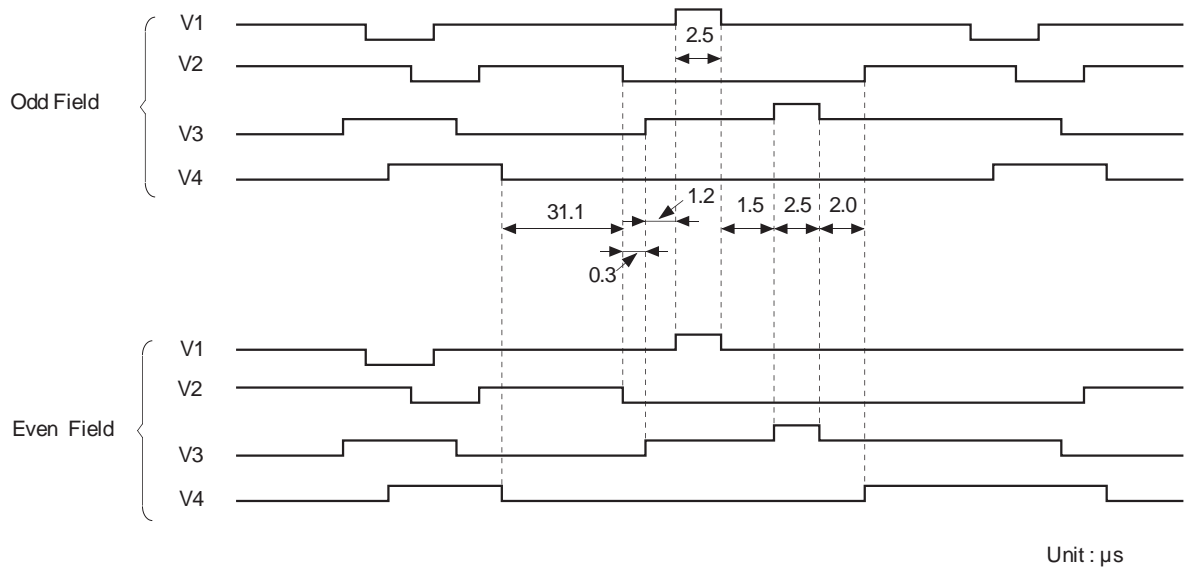 V1
2.5
V2
Odd Field
V3
V4
31.1
1.2
1.5
2.5
2.0
0.3
V1
V2
Even Field
V3
V4
Unit : µs